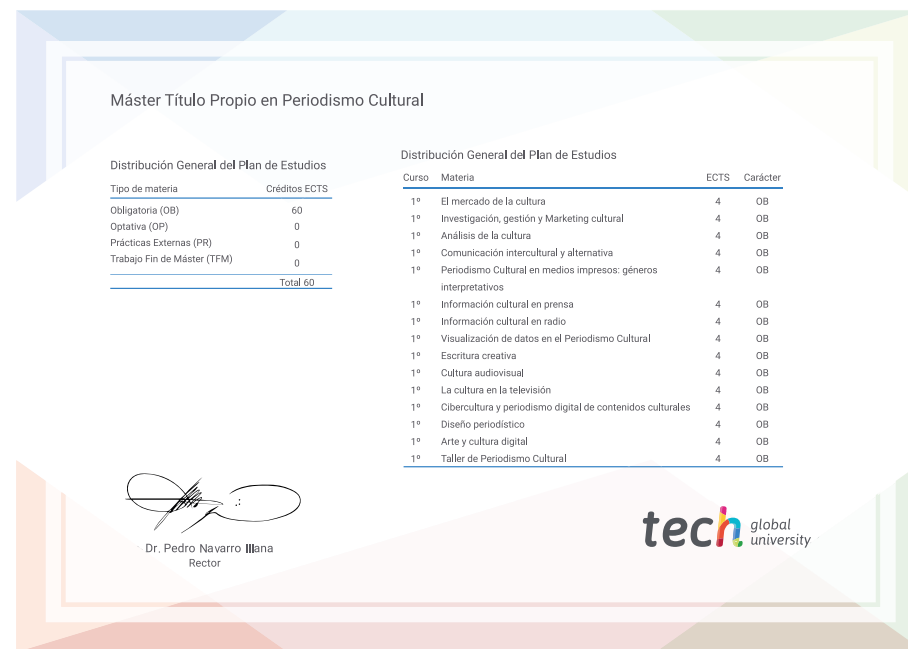 Máster Título Propio en Periodismo Cultural
Distribución General del Plan de Estudios
Tipo de materia Créditos ECTS
Obligatoria (OB) 60
Optativa (OP) 0
Prácticas Externas (PR) 0
Trabajo Fin de Máster (TFM) 0
Total 60
Distribución General del Plan de Estudios
Curso Materia ECTS Carácter
1º El mercado de la cultura 4 OB
1º Investigación, gestión y Marketing cultural 4 OB
1º Análisis de la cultura 4 OB
1º Comunicación intercultural y alternativa 4 OB
1º Periodismo Cultural en medios impresos: géneros 4 OB
interpretativos
1º Información cultural en prensa 4 OB
1º Información cultural en radio 4 OB
1º Visualización de datos en el Periodismo Cultural 4 OB
1º Escritura creativa 4 OB
1º Cultura audiovisual 4 OB
1º La cultura en la televisión 4 OB
1º Cibercultura y periodismo digital de contenidos culturales 4 OB
1º Diseño periodístico 4 OB
1º Arte y cultura digital 4 OB
1º Taller de Periodismo Cultural 4 OB
Dr. Pedro Navarro Illana
Rector
tech global
university